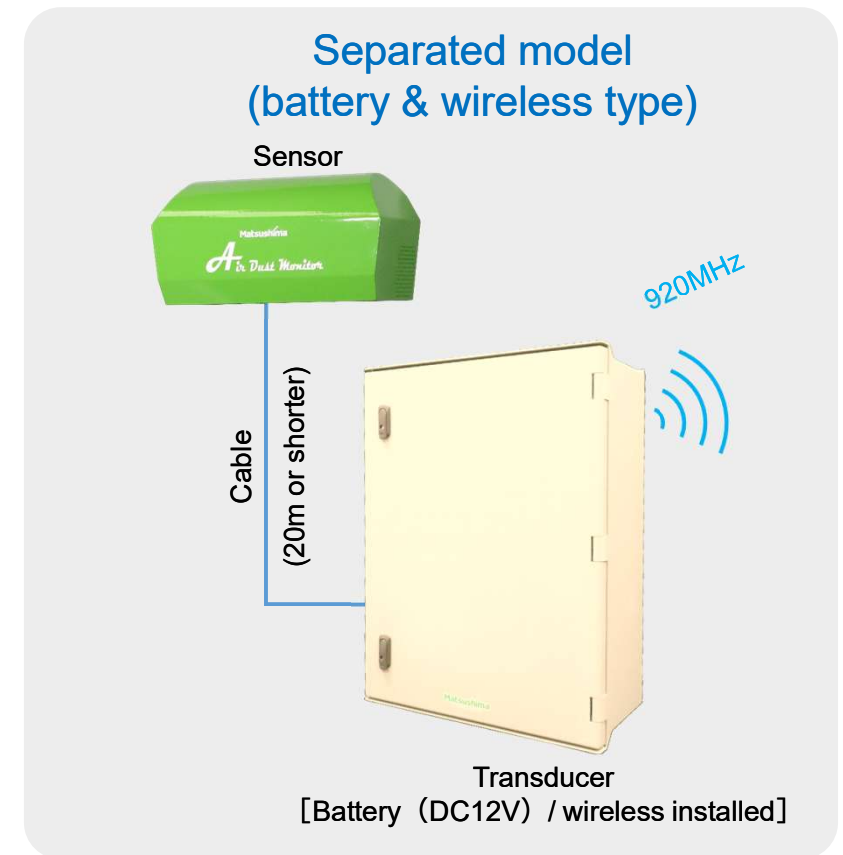 Separated model
(battery & wireless type)
Sensor
Matsushima
Air Dust Monitor
920MHz
Cable
(20m or shorter)
Matsushima
Transducer
［Battery（DC12V）/ wireless installed］